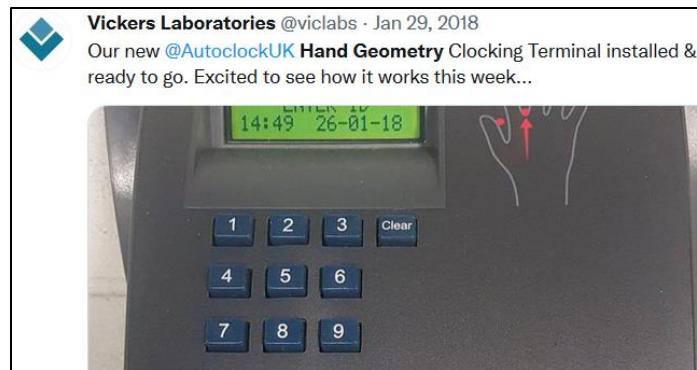 Vickers Laboratories @viclabs · Jan 29, 2018
Our new @AutoclockUK Hand Geometry Clocking Terminal installed &
ready to go. Excited to see how it works this week...
ENTER ID
14:49 26-01-18
1 2 3 Clear
4 5 6
7 8 9